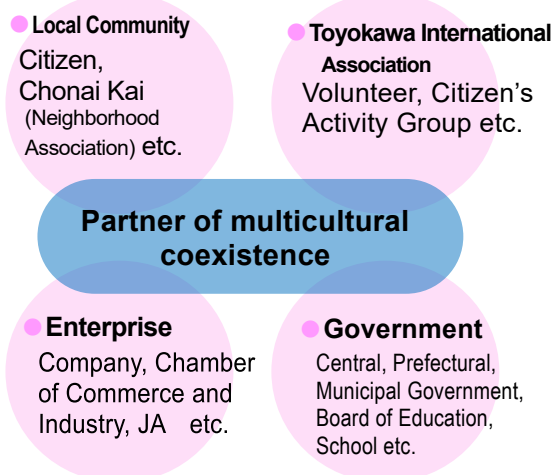 Local Community
Citizen,
Chonai Kai
(Neighborhood
Association) etc.
Toyokawa International
Association
Volunteer, Citizen’s
Activity Group etc.
Partner of multicultural
coexistence
Enterprise
Company, Chamber
of Commerce and
Industry, JA etc.
Government
Central, Prefectural,
Municipal Government,
Board of Education,
School etc.